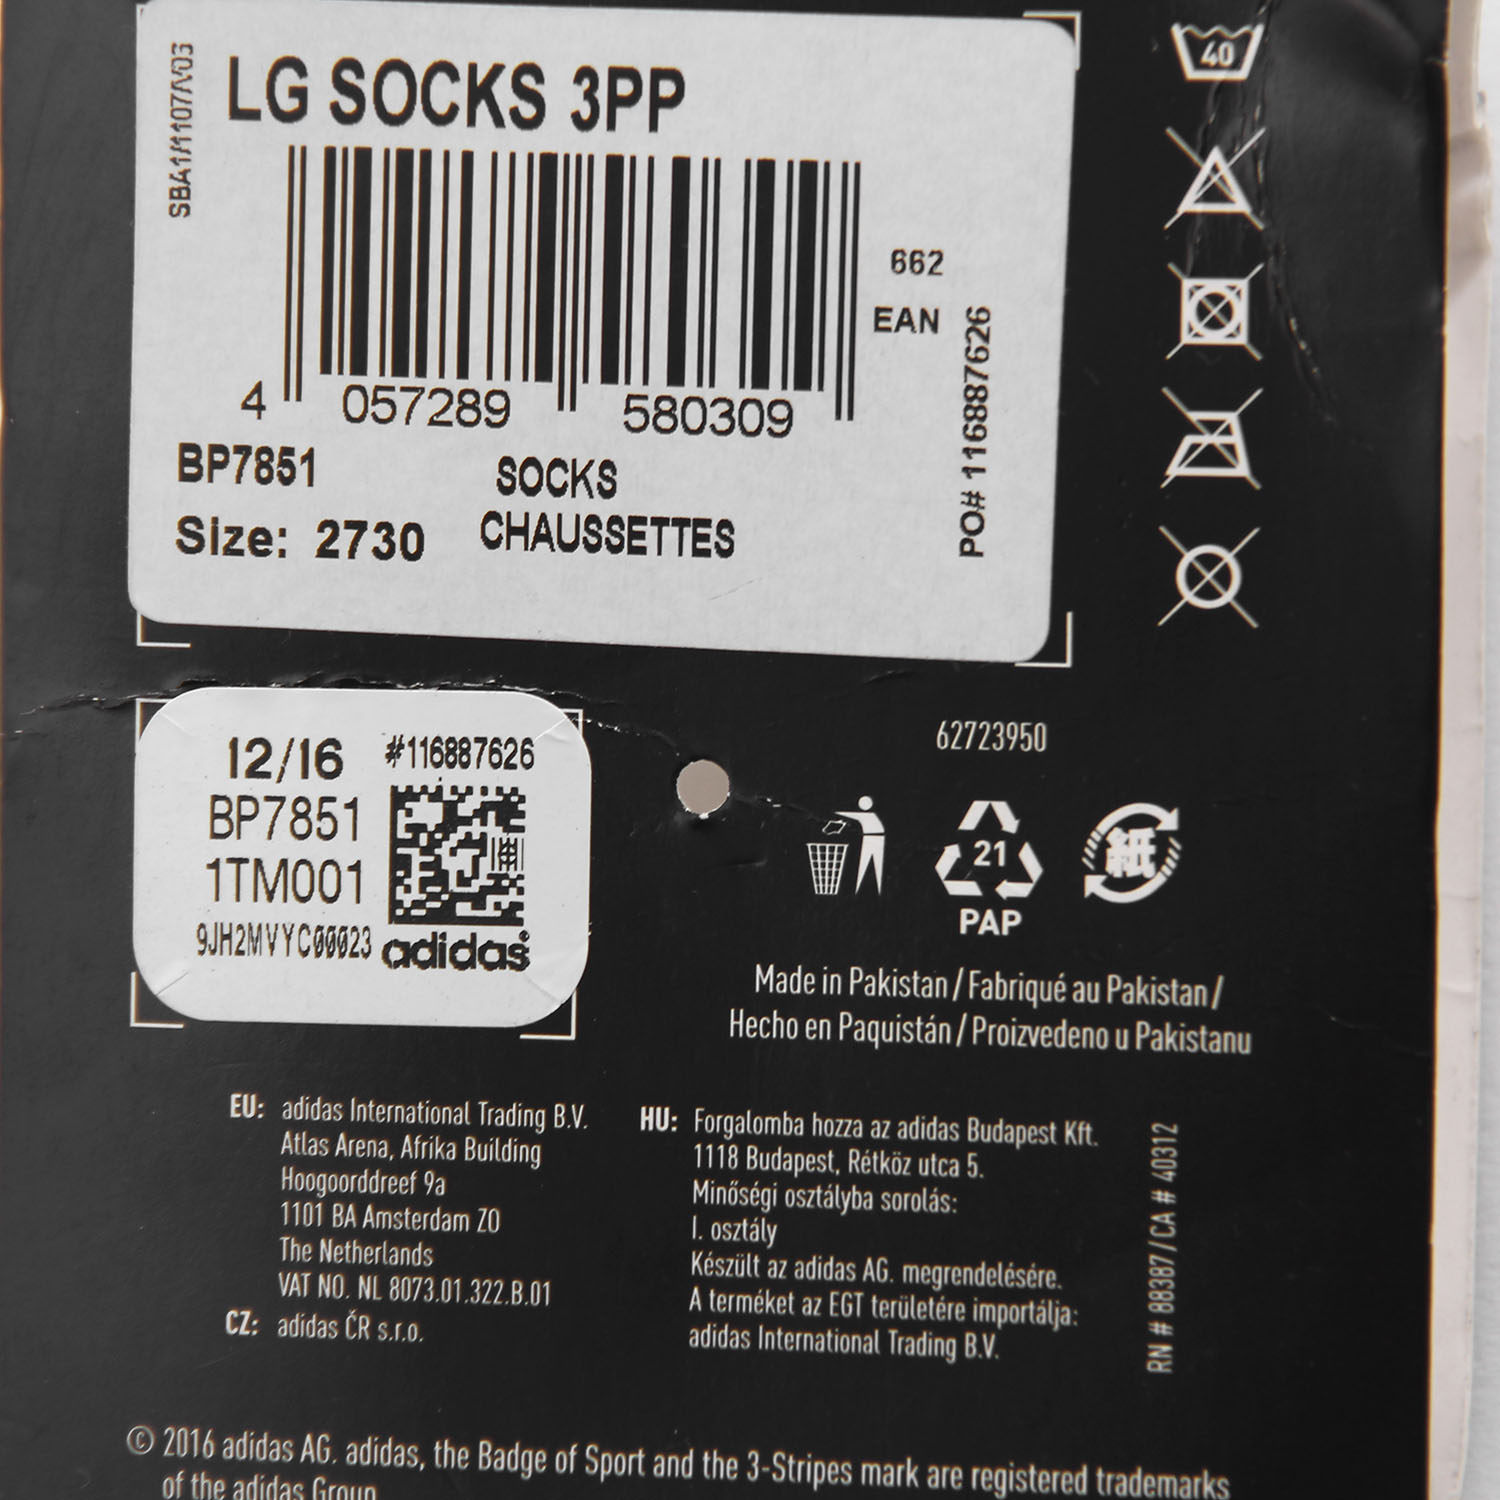 SBA1/1107/V03
LG SOCKS 3PP
662
EAN
4 057289 580309
PO# 116887626
BP7851
SOCKS
Size: 2730
CHAUSSETTES
40
12/16
#116887626
BP7851
1TM001
9JH2MVYC00023
adidas
62723950
21
PAP
紙
Made in Pakistan / Fabriqué au Pakistan /
Hecho en Paquistán / Proizvedeno u Pakistanu
EU: adidas International Trading B.V.
Atlas Arena, Afrika Building
Hoogoorddreef 9a
1101 BA Amsterdam ZO
The Netherlands
VAT NO. NL 8073.01.322.B.01
CZ: adidas ČR s.r.o.
HU: Forgalomba hozza az adidas Budapest Kft.
1118 Budapest, Rétköz utca 5.
Minőségi osztályba sorolás:
I. osztály
Készült az adidas AG. megrendelésére.
A terméket az EGT területére importálja:
adidas International Trading B.V.
RN # 88387 / CA # 40312
© 2016 adidas AG. adidas, the Badge of Sport and the 3-Stripes mark are registered trademarks
of the adidas Group